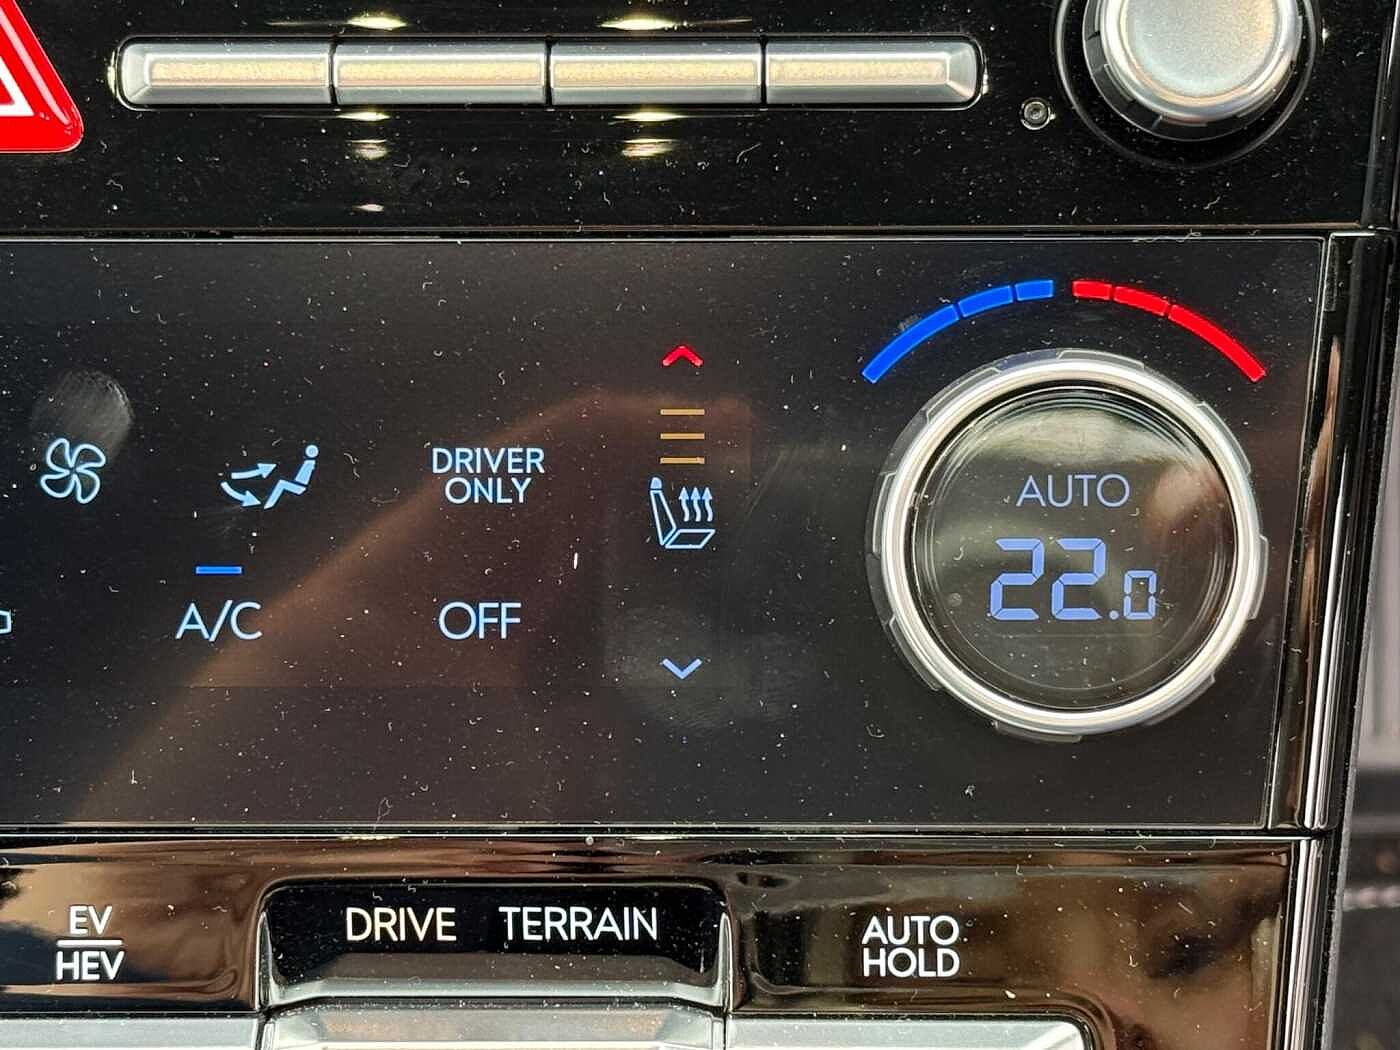 DRIVER
ONLY
AUTO
22.0
A/C
OFF
EV
HEV
DRIVE TERRAIN
AUTO
HOLD